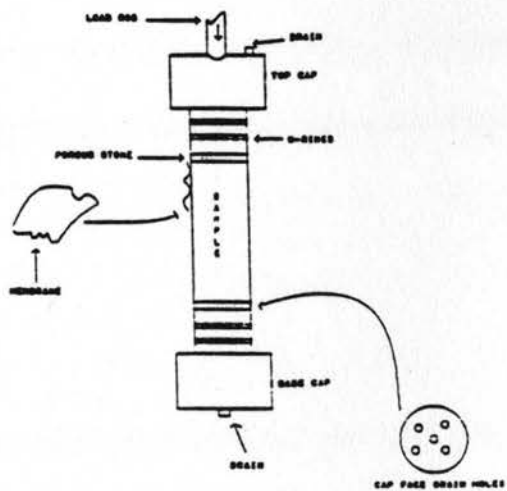 LOAD ROD
DRAIN
TOP CAP
O-RINGS
POROUS STONE
SAMPLE
MEMBRANE
BASE CAP
DRAIN
CAP FACE DRAIN HOLES